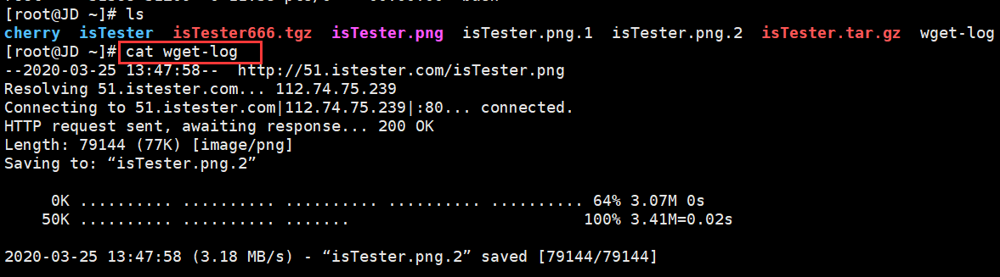 [root@JD ~]# ls
cherry isTester isTester666.tgz isTester.png isTester.png.1 isTester.png.2 isTester.tar.gz wget-log
[root@JD ~]# cat wget-log
--2020-03-25 13:47:58-- http://51.istester.com/isTester.png
Resolving 51.istester.com... 112.74.75.239
Connecting to 51.istester.com|112.74.75.239|:80... connected.
HTTP request sent, awaiting response... 200 OK
Length: 79144 (77K) [image/png]
Saving to: “isTester.png.2”
0K .......... .......... .......... .......... .......... 64% 3.07M 0s
50K .......... .......... ....... 100% 3.41M=0.02s
2020-03-25 13:47:58 (3.18 MB/s) - “isTester.png.2” saved [79144/79144]